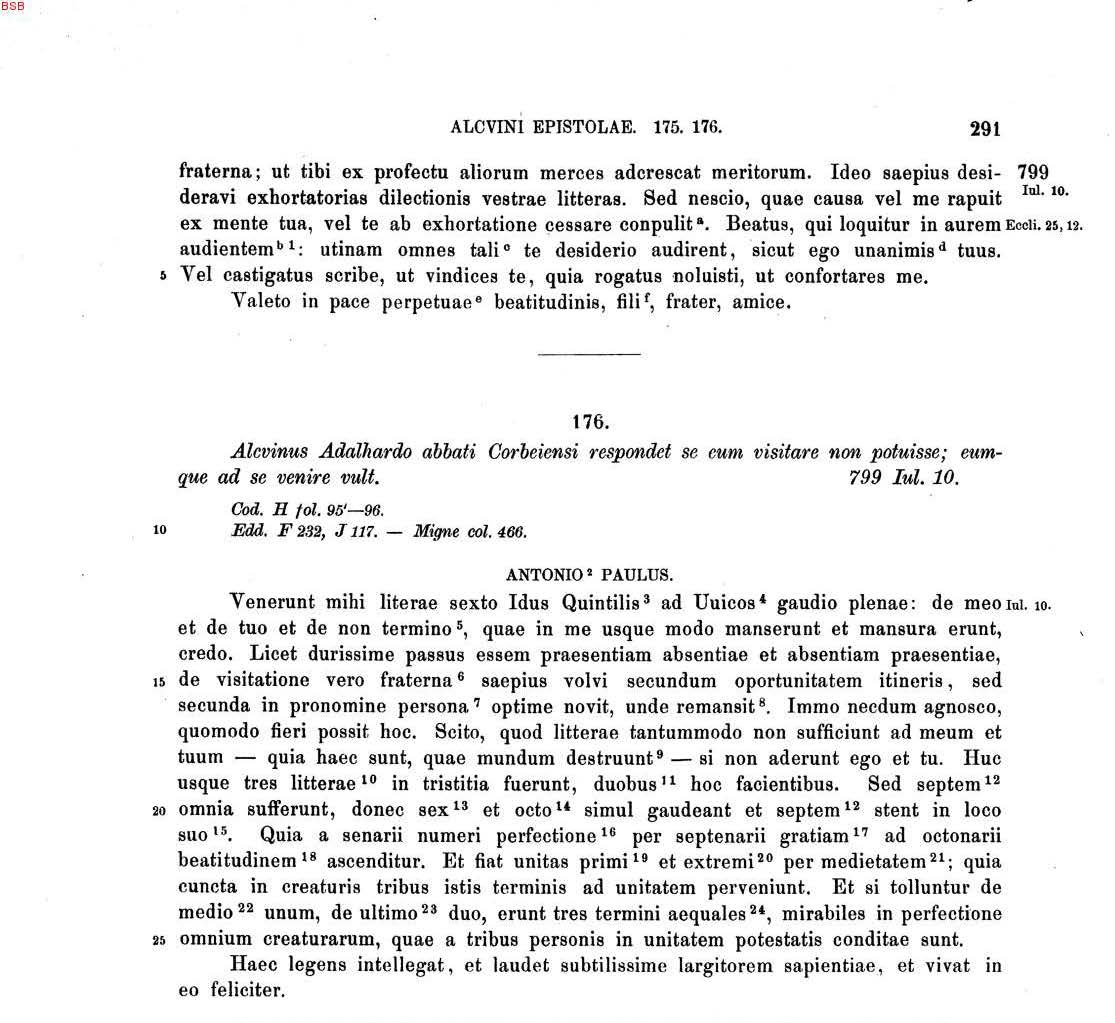 BSB
ALCVINI EPISTOLAE. 175. 176. 291
fraterna; ut tibi ex profectu aliorum merces adcrescat meritorum. Ideo saepius desi- 799
deravi exhortatorias dilectionis vestrae litteras. Sed nescio, quae causa vel me rapuit Iul. 10.
ex mente tua, vel te ab exhortatione cessare conpulit ᵃ. Beatus, qui loquitur in aurem Eccli. 25, 12.
audientem ᵇ ¹: utinam omnes tali ᶜ te desiderio audirent, sicut ego unanimis ᵈ tuus.
5 Vel castigatus scribe, ut vindices te, quia rogatus noluisti, ut confortares me.
Valeto in pace perpetuae ᵉ beatitudinis, fili ᶠ, frater, amice.
176.
Alcvinus Adalhardo abbati Corbeiensi respondet se eum visitare non potuisse; eum-
que ad se venire vult. 799 Iul. 10.
Cod. H fol. 95'—96.
10 Edd. F 232, J 117. — Migne col. 466.
ANTONIO ² PAULUS.
Venerunt mihi literae sexto Idus Quintilis ³ ad Uuicos ⁴ gaudio plenae: de meo Iul. 10.
et de tuo et de non termino ⁵, quae in me usque modo manserunt et mansura erunt,
credo. Licet durissime passus essem praesentiam absentiae et absentiam praesentiae,
15 de visitatione vero fraterna ⁶ saepius volvi secundum oportunitatem itineris, sed
secunda in pronomine persona ⁷ optime novit, unde remansit ⁸. Immo necdum agnosco,
quomodo fieri possit hoc. Scito, quod litterae tantummodo non sufficiunt ad meum et
tuum — quia haec sunt, quae mundum destruunt ⁹ — si non aderunt ego et tu. Huc
usque tres litterae ¹⁰ in tristitia fuerunt, duobus ¹¹ hoc facientibus. Sed septem ¹²
20 omnia sufferunt, donec sex ¹³ et octo ¹⁴ simul gaudeant et septem ¹² stent in loco
suo ¹⁵. Quia a senarii numeri perfectione ¹⁶ per septenarii gratiam ¹⁷ ad octonarii
beatitudinem ¹⁸ ascenditur. Et fiat unitas primi ¹⁹ et extremi ²⁰ per medietatem ²¹; quia
cuncta in creaturis tribus istis terminis ad unitatem perveniunt. Et si tolluntur de
medio ²² unum, de ultimo ²³ duo, erunt tres termini aequales ²⁴, mirabiles in perfectione
25 omnium creaturarum, quae a tribus personis in unitatem potestatis conditae sunt.
Haec legens intellegat, et laudet subtilissime largitorem sapientiae, et vivat in
eo feliciter.